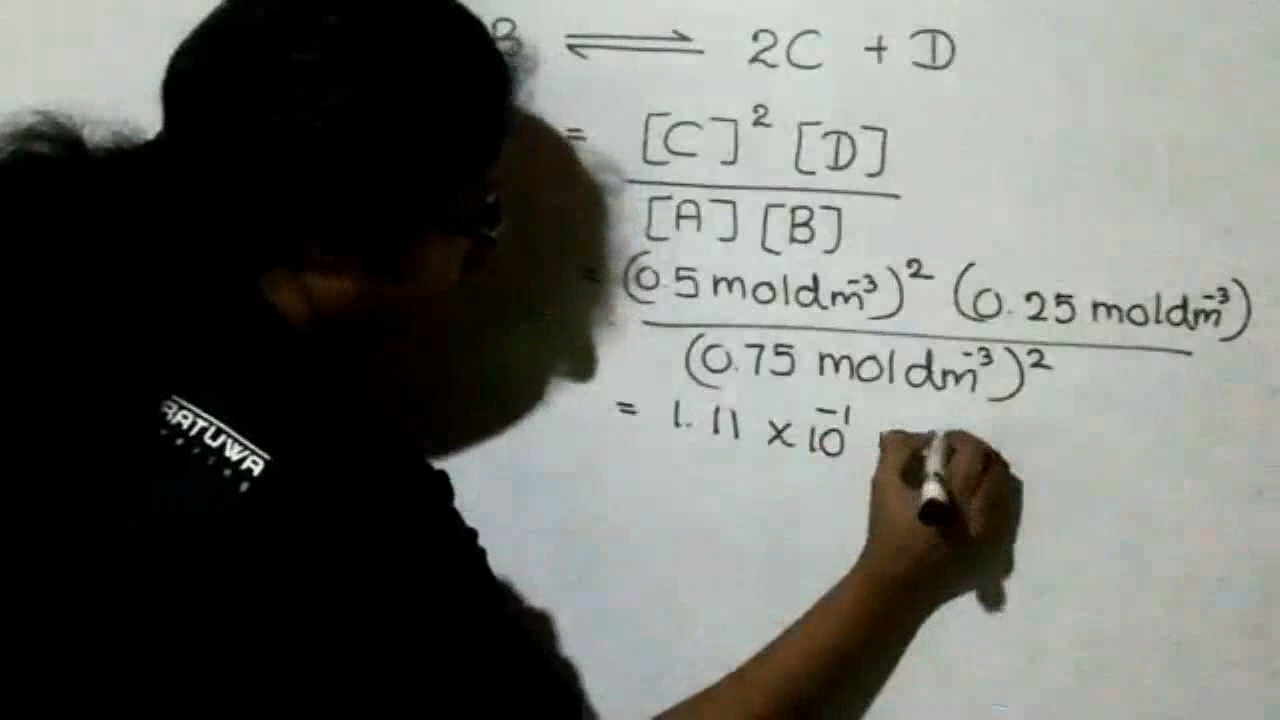 B ⇌ 2C + D
= [C]² [D]
[A] [B]
= (0.5 moldm⁻³)² (0.25 moldm⁻³)
(0.75 moldm⁻³)²
= 1.11 × 10⁻¹
RATUWA